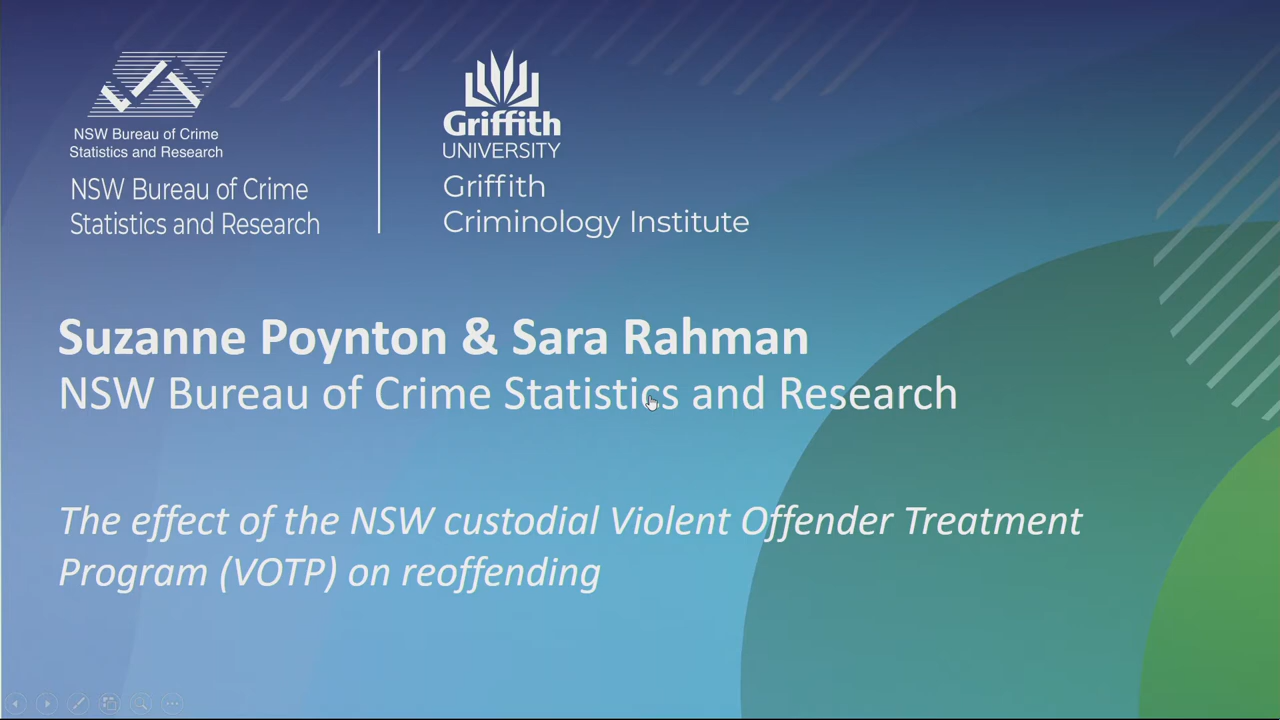 NSW Bureau of Crime
Statistics and Research
NSW Bureau of Crime
Statistics and Research
Griffith
UNIVERSITY
Griffith
Criminology Institute
Suzanne Poynton & Sara Rahman
NSW Bureau of Crime Statistics and Research
The effect of the NSW custodial Violent Offender Treatment
Program (VOTP) on reoffending